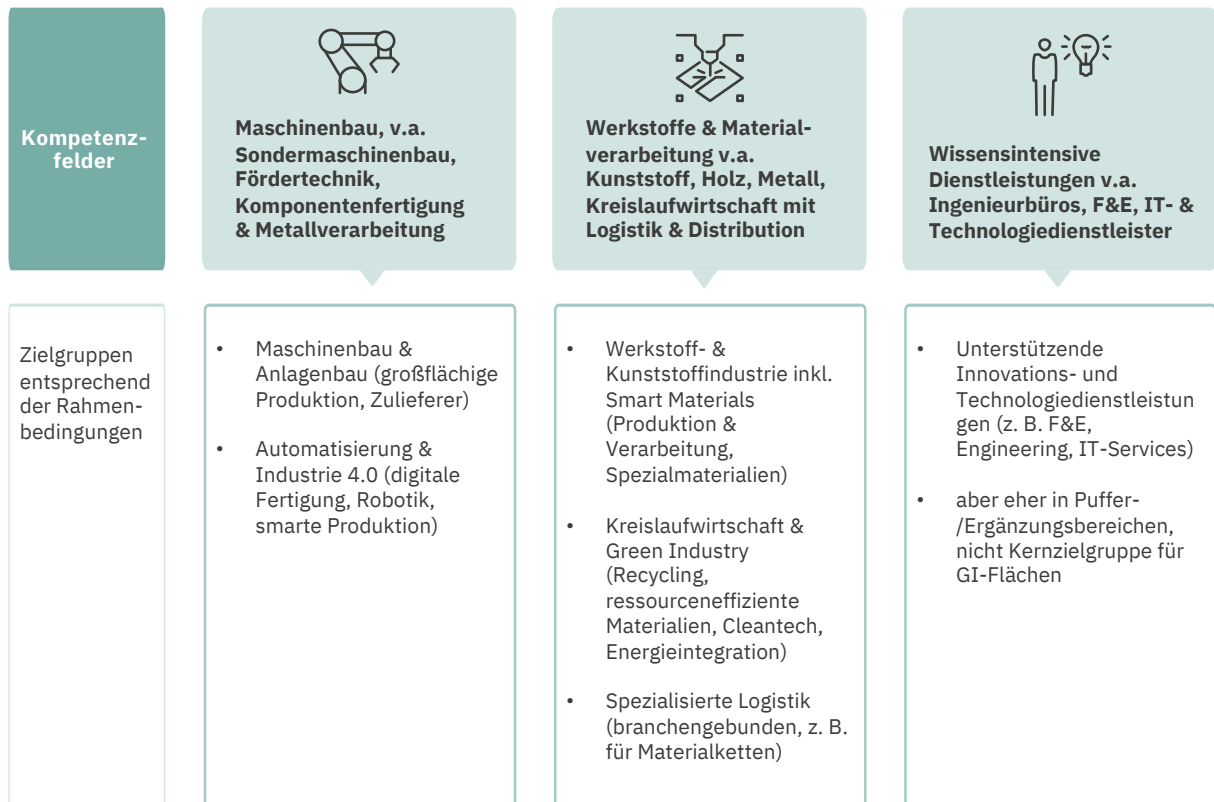 Kompetenz-
felder
Maschinenbau, v.a.
Sondermaschinenbau,
Fördertechnik,
Komponentenfertigung
& Metallverarbeitung
Werkstoffe & Material-
verarbeitung v.a.
Kunststoff, Holz, Metall,
Kreislaufwirtschaft mit
Logistik & Distribution
Wissensintensive
Dienstleistungen v.a.
Ingenieurbüros, F&E, IT- &
Technologiedienstleister
Zielgruppen
entsprechend
der Rahmen-
bedingungen
• Maschinenbau &
Anlagenbau (großflächige
Produktion, Zulieferer)
• Automatisierung &
Industrie 4.0 (digitale
Fertigung, Robotik,
smarte Produktion)
• Werkstoff- &
Kunststoffindustrie inkl.
Smart Materials
(Produktion &
Verarbeitung,
Spezialmaterialien)
• Kreislaufwirtschaft &
Green Industry
(Recycling,
ressourceneffiziente
Materialien, Cleantech,
Energieintegration)
• Spezialisierte Logistik
(branchengebunden, z. B.
für Materialketten)
• Unterstützende
Innovations- und
Technologiedienstleistun
gen (z. B. F&E,
Engineering, IT-Services)
• aber eher in Puffer-
/Ergänzungsbereichen,
nicht Kernzielgruppe für
GI-Flächen